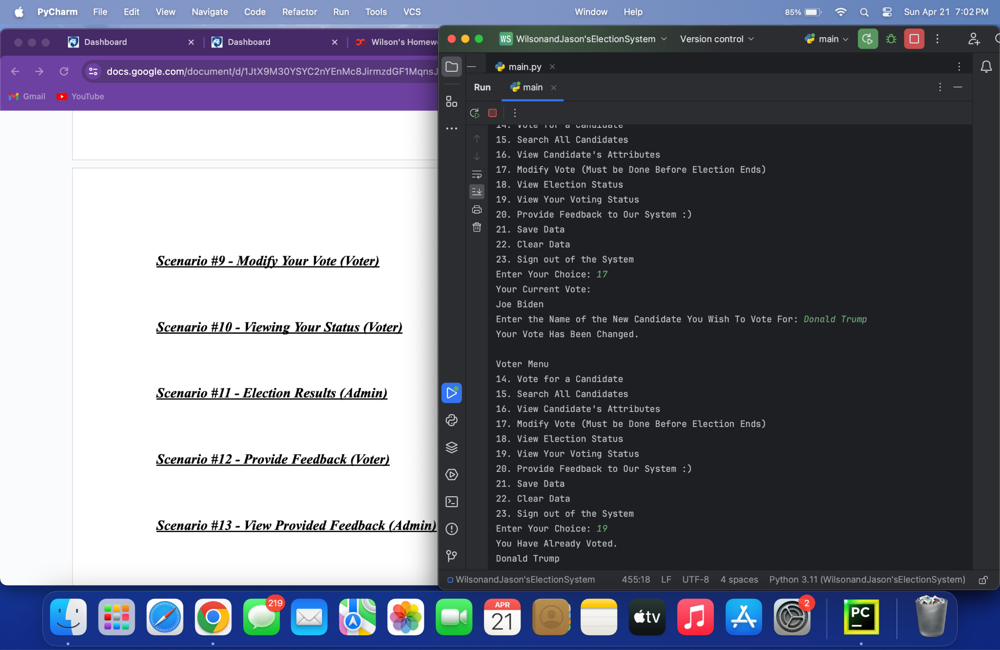 PyCharm File Edit View Navigate Code Refactor Run Tools VCS Window Help 85% Sun Apr 21 7:02 PM
Dashboard Dashboard Wilson's Homew
docs.google.com/document/d/1JtX9M30YSYC2nYEnMc8JirmzdGF1MqnsJ
Gmail YouTube
Scenario #9 - Modify Your Vote (Voter)
Scenario #10 - Viewing Your Status (Voter)
Scenario #11 - Election Results (Admin)
Scenario #12 - Provide Feedback (Voter)
Scenario #13 - View Provided Feedback (Admin)
WS WilsonandJason'sElectionSystem Version control main
main.py
Run main
14. Vote for a Candidate
15. Search All Candidates
16. View Candidate's Attributes
17. Modify Vote (Must be Done Before Election Ends)
18. View Election Status
19. View Your Voting Status
20. Provide Feedback to Our System :)
21. Save Data
22. Clear Data
23. Sign out of the System
Enter Your Choice: 17
Your Current Vote:
Joe Biden
Enter the Name of the New Candidate You Wish To Vote For: Donald Trump
Your Vote Has Been Changed.
Voter Menu
14. Vote for a Candidate
15. Search All Candidates
16. View Candidate's Attributes
17. Modify Vote (Must be Done Before Election Ends)
18. View Election Status
19. View Your Voting Status
20. Provide Feedback to Our System :)
21. Save Data
22. Clear Data
23. Sign out of the System
Enter Your Choice: 19
You Have Already Voted.
Donald Trump
WilsonandJason'sElectionSystem 455:18 LF UTF-8 4 spaces Python 3.11 (WilsonandJason'sElectionSystem)
219 APR 21 tv 2 PC